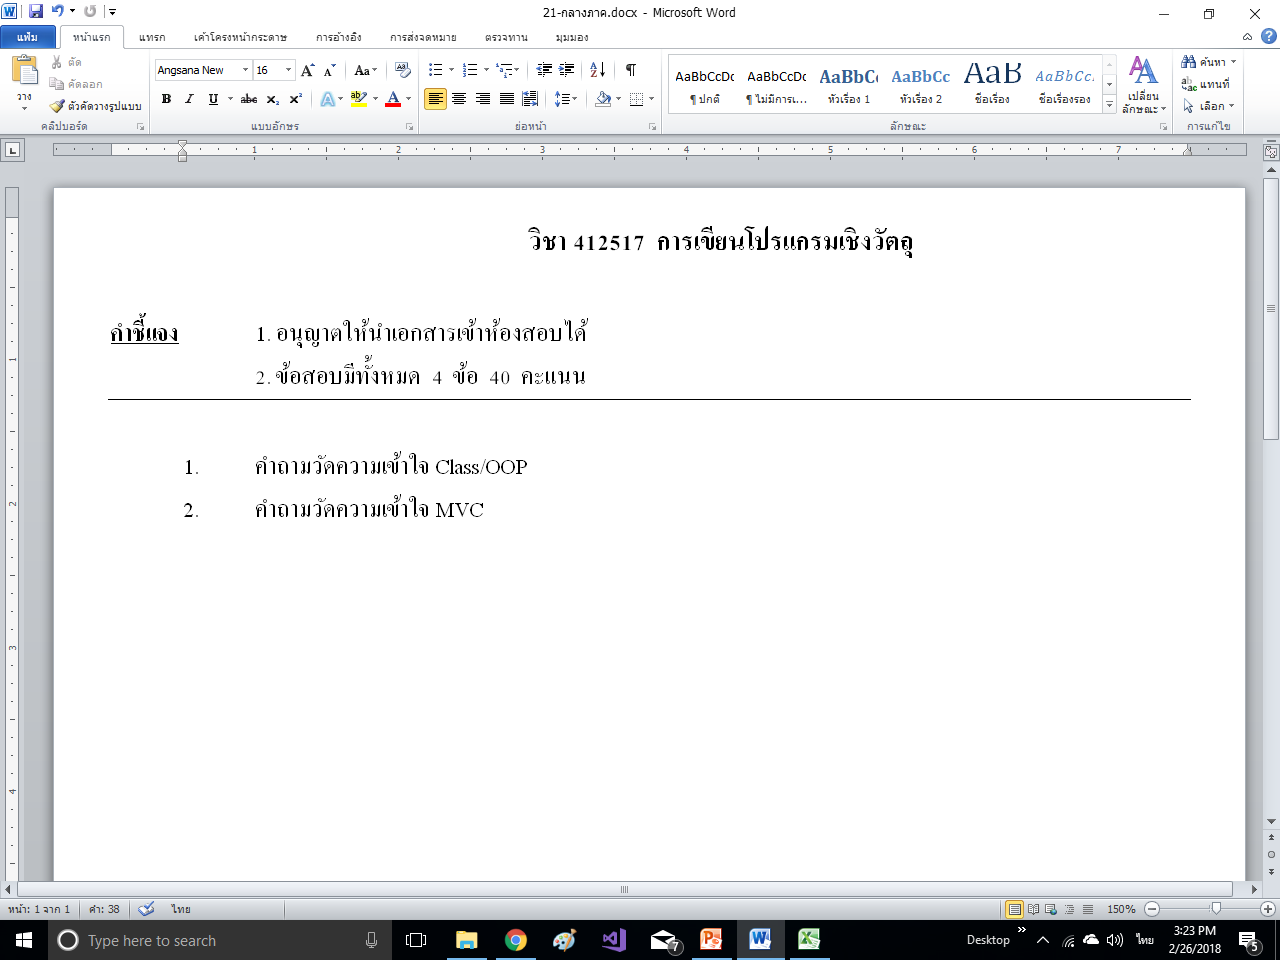 21-กลางภาค.docx - Microsoft Word
แฟ้ม หน้าแรก แทรก เค้าโครงหน้ากระดาษ การอ้างอิง การส่งจดหมาย ตรวจทาน มุมมอง
วาง
ตัด
คัดลอก
ตัวคัดวางรูปแบบ
คลิปบอร์ด
Angsana New 16
แบบอักษร
ย่อหน้า
AaBbCcDc AaBbCcDc AaBbCc AaBbCc AaB AaBbCcI
¶ ปกติ ¶ ไม่มีการเ... หัวเรื่อง 1 หัวเรื่อง 2 ชื่อเรื่อง ชื่อเรื่องรอง
ลักษณะ
เปลี่ยน
ลักษณะ
ค้นหา
แทนที่
เลือก
การแก้ไข
1 2 3 4 5 6 7
วิชา 412517 การเขียนโปรแกรมเชิงวัตถุ
คำชี้แจง 1. อนุญาตให้นำเอกสารเข้าห้องสอบได้
2. ข้อสอบมีทั้งหมด 4 ข้อ 40 คะแนน
1. คำถามวัดความเข้าใจ Class/OOP
2. คำถามวัดความเข้าใจ MVC
หน้า: 1 จาก 1 คำ: 38 ไทย 150%
Type here to search
7
Desktop
ไทย
3:23 PM
2/26/2018
5